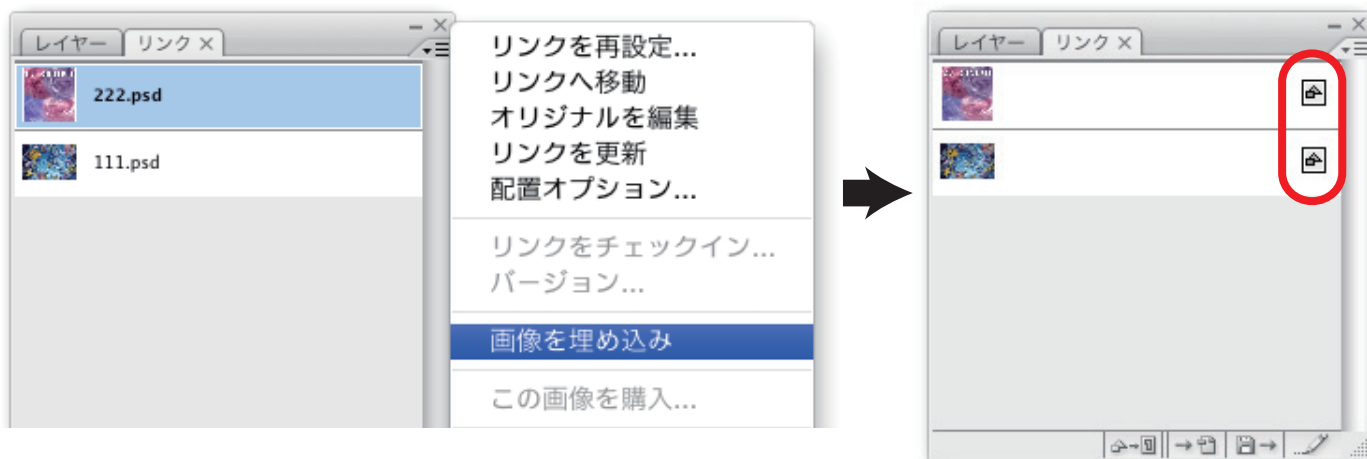 レイヤー リンク ×
222.psd
111.psd
リンクを再設定...
リンクへ移動
オリジナルを編集
リンクを更新
配置オプション...
リンクをチェックイン...
バージョン...
画像を埋め込み
この画像を購入...
レイヤー リンク ×